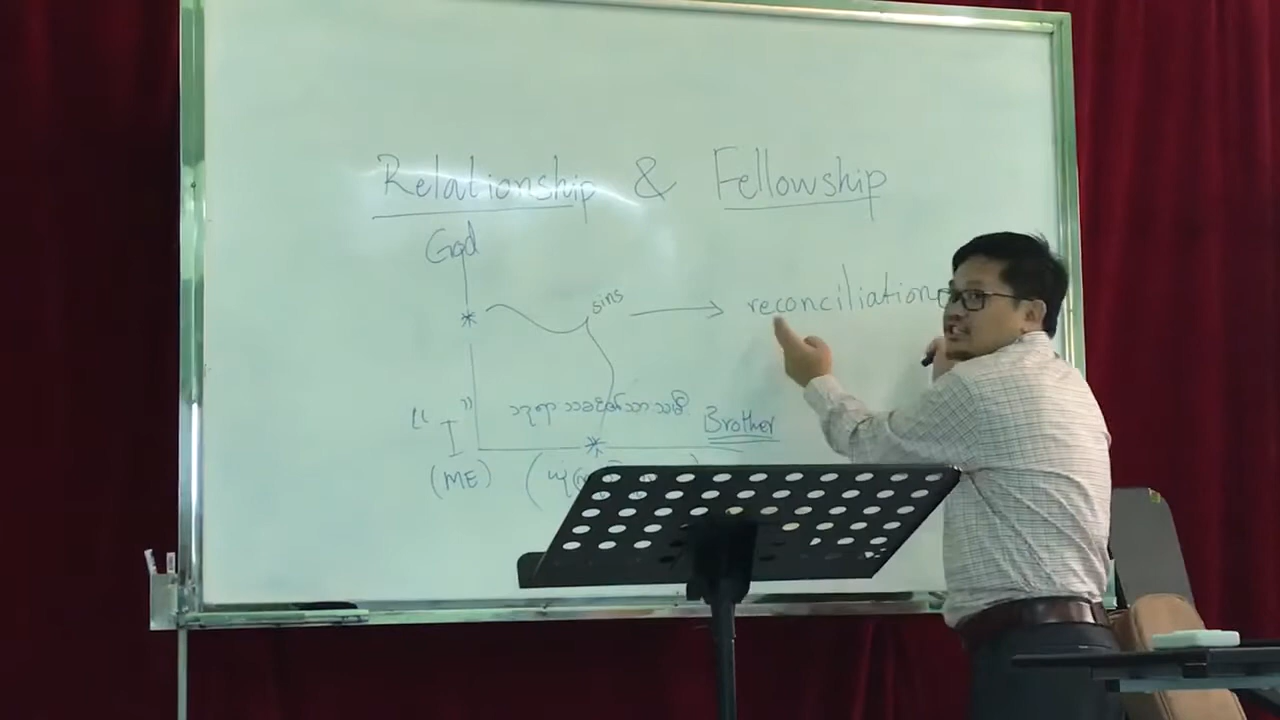 Relationship & Fellowship
God
sins
reconciliation
"I"
Brother
(ME)